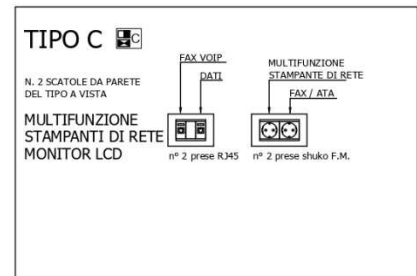 TIPO C C
FAX VOIP
DATI
MULTIFUNZIONE
STAMPANTE DI RETE
FAX / ATA
N. 2 SCATOLE DA PARETE
DEL TIPO A VISTA
MULTIFUNZIONE
STAMPANTI DI RETE
MONITOR LCD
n° 2 prese RJ45
n° 2 prese shuko F.M.